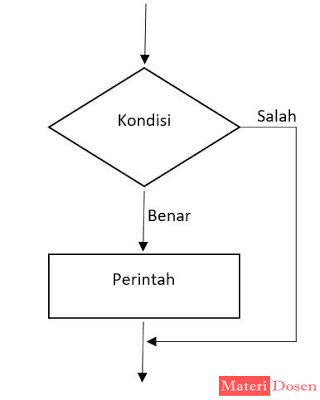 Kondisi
Salah
Benar
Perintah
Materi Dosen